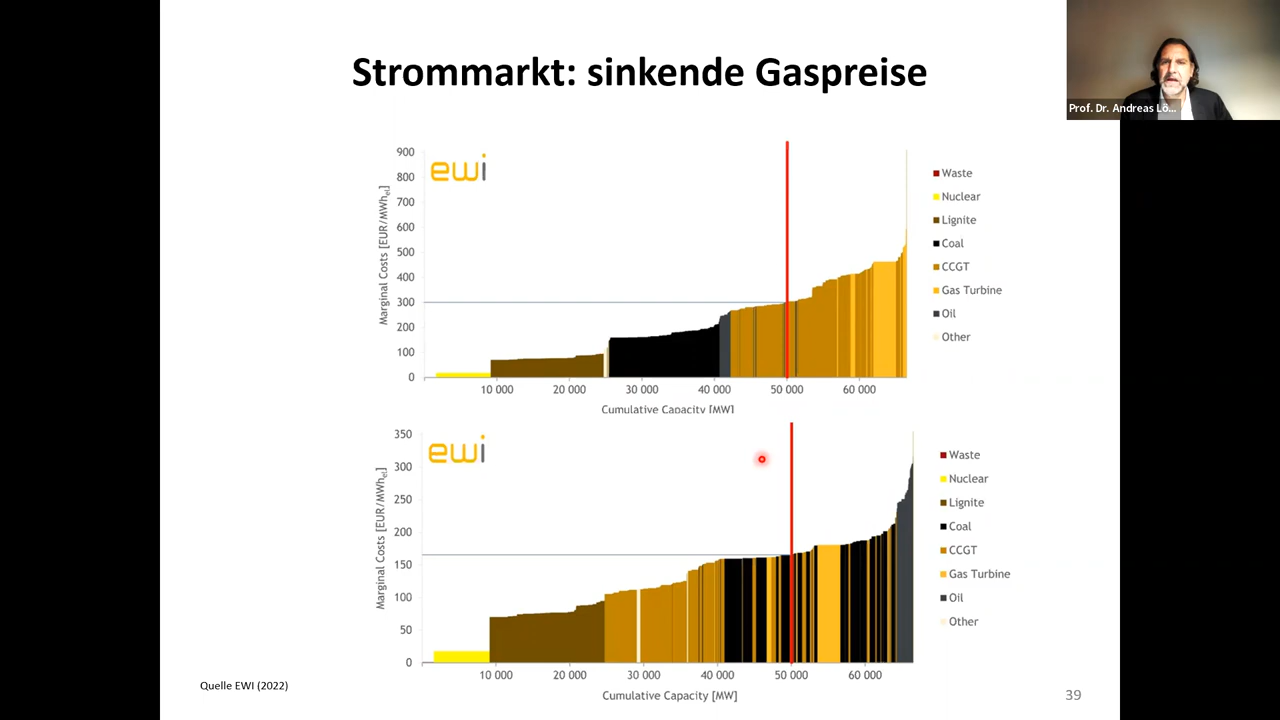 Strommarkt: sinkende Gaspreise
Prof. Dr. Andreas Lö...
ewi
900
800
700
600
500
400
300
200
100
0
Marginal Costs [EUR/MWhel]
10 000
20 000
30 000
40 000
50 000
60 000
Cumulative Capacity [MW]
Waste
Nuclear
Lignite
Coal
CCGT
Gas Turbine
Oil
Other
ewi
350
300
250
200
150
100
50
0
Marginal Costs [EUR/MWhel]
10 000
20 000
30 000
40 000
50 000
60 000
Cumulative Capacity [MW]
Waste
Nuclear
Lignite
Coal
CCGT
Gas Turbine
Oil
Other
Quelle EWI (2022)
39